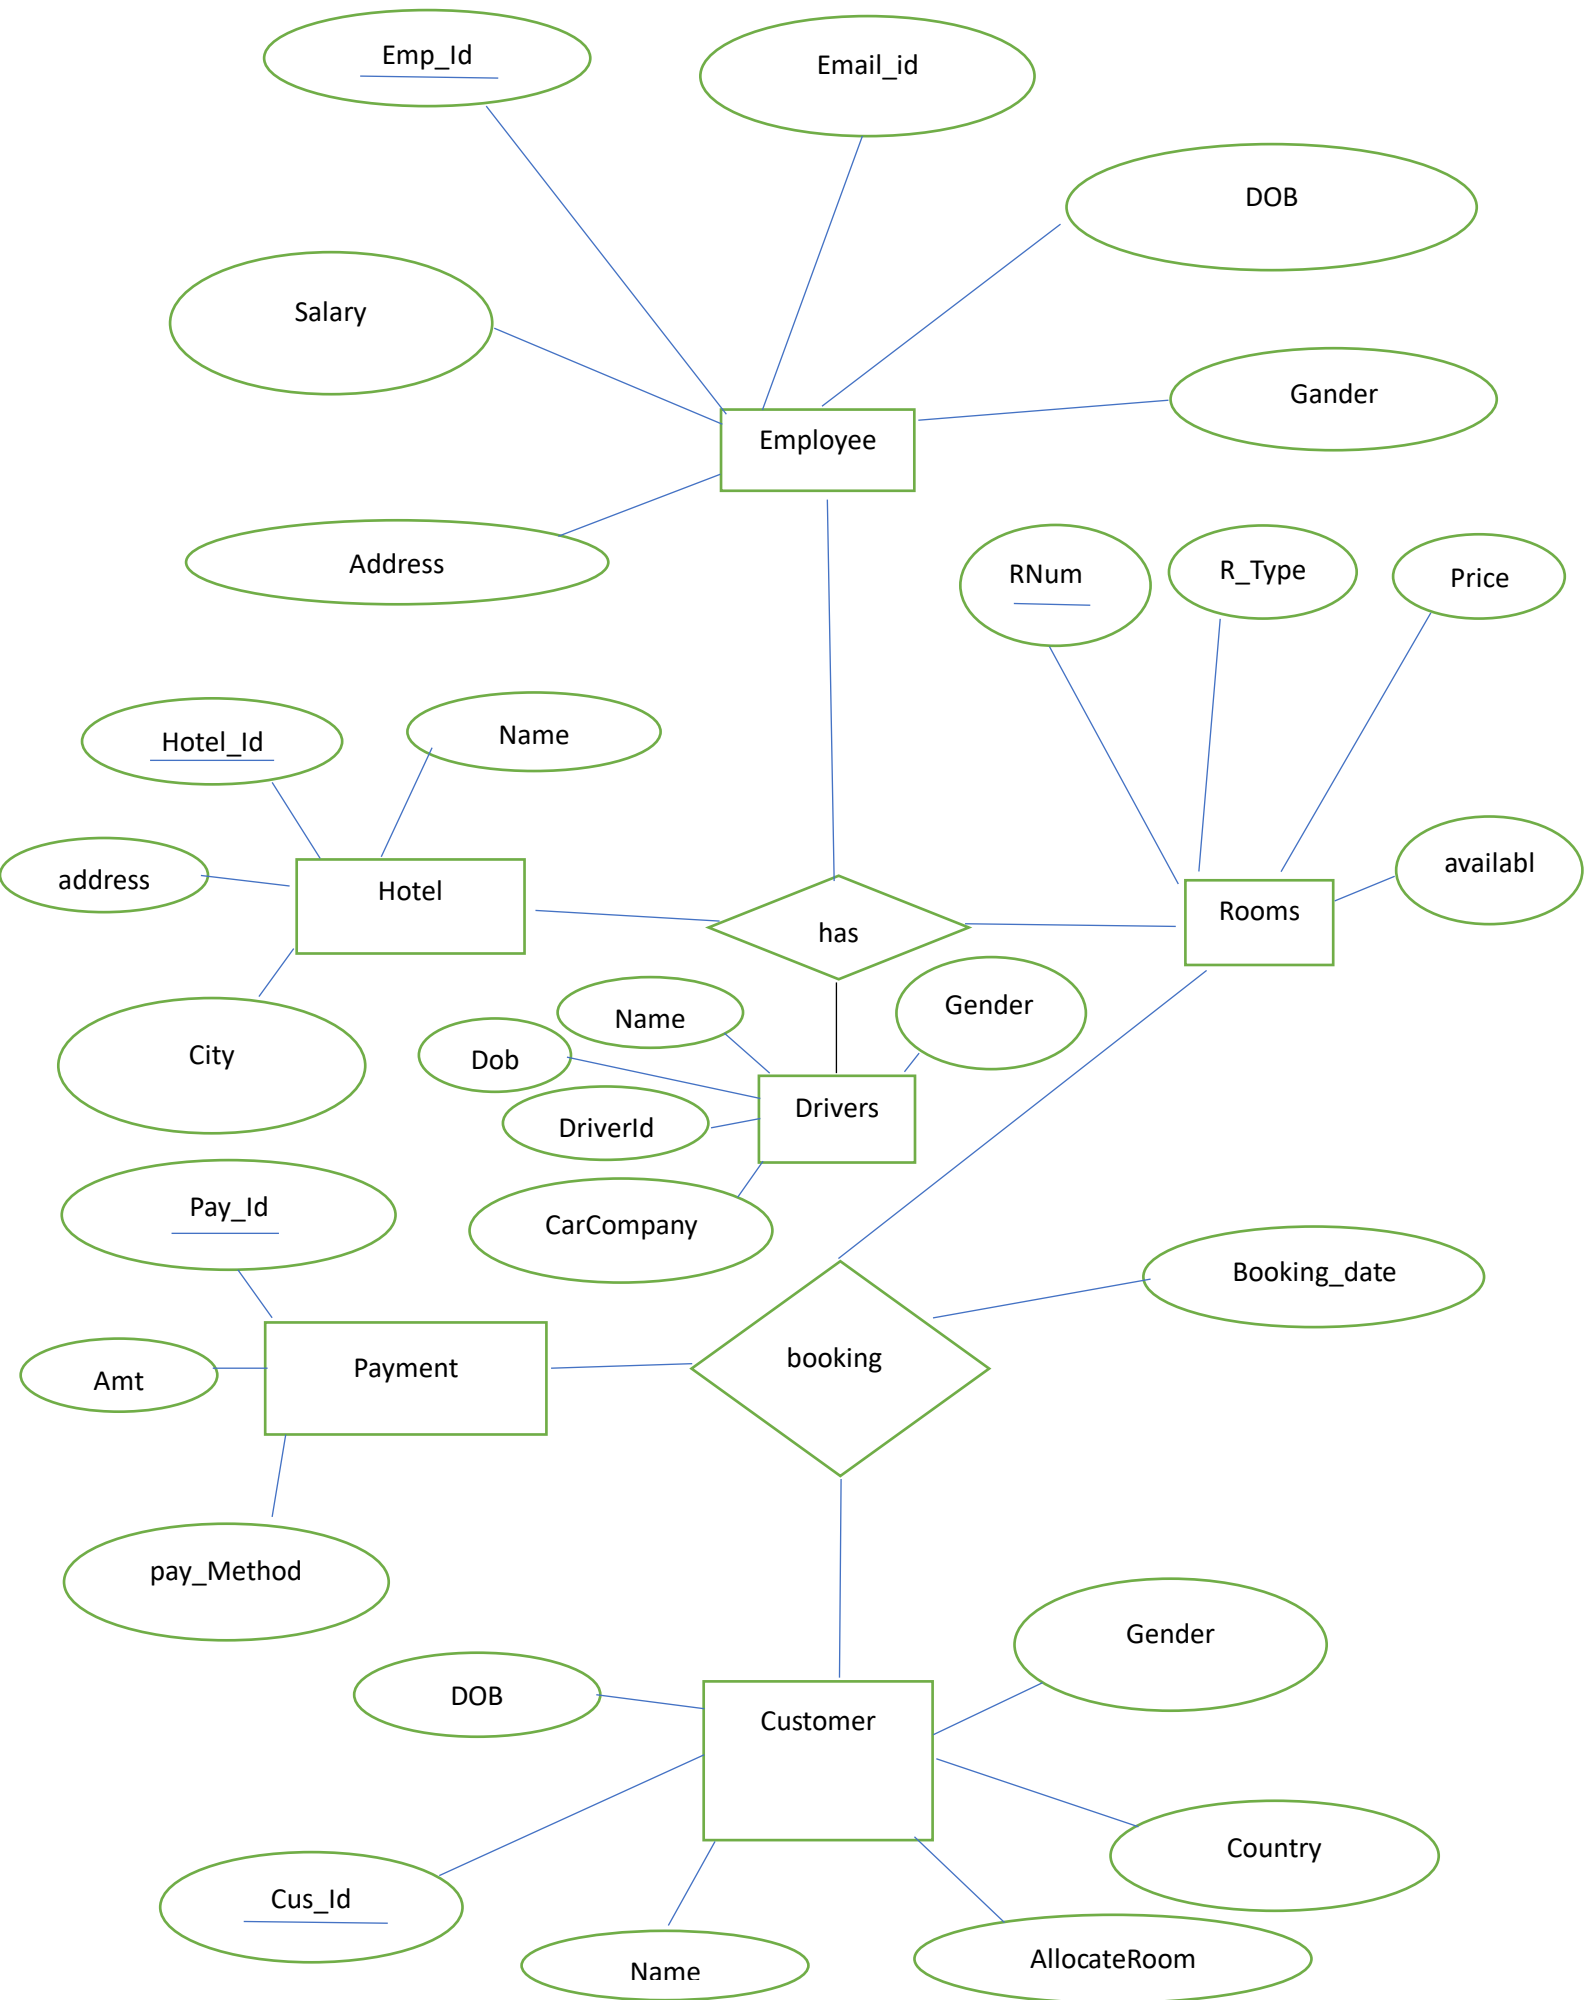 Emp_Id
Email_id
DOB
Salary
Gander
Employee
Address
RNum
R_Type
Price
Hotel_Id
Name
address
Hotel
availabl
Rooms
has
Name
Gender
City
Dob
Drivers
DriverId
Pay_Id
CarCompany
Booking_date
Amt
Payment
booking
pay_Method
Gender
DOB
Customer
Country
Cus_Id
Name
AllocateRoom